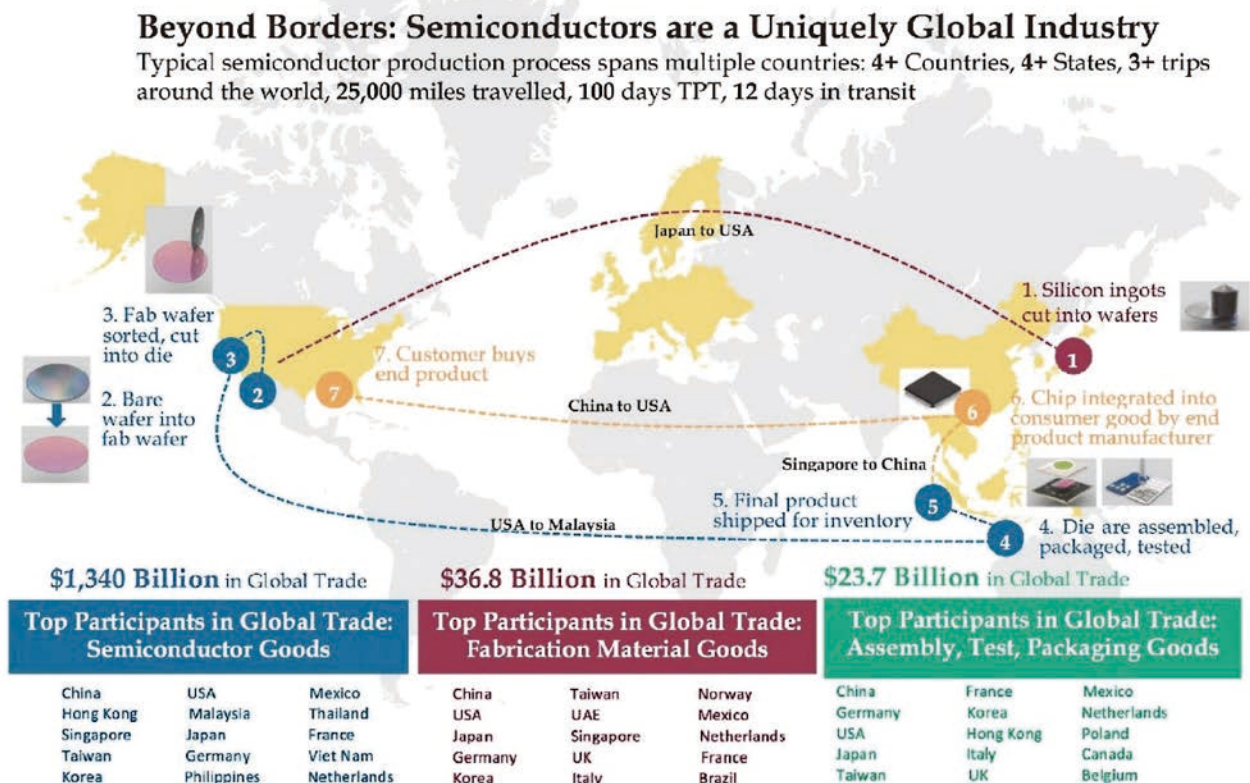 Beyond Borders: Semiconductors are a Uniquely Global Industry
Typical semiconductor production process spans multiple countries: 4+ Countries, 4+ States, 3+ trips
around the world, 25,000 miles travelled, 100 days TPT, 12 days in transit
Japan to USA
1. Silicon ingots
cut into wafers
1
3. Fab wafer
sorted, cut
into die
3
2
2. Bare
wafer into
fab wafer
7. Customer buys
end product
7
China to USA
6
6. Chip integrated into
consumer good by end
product manufacturer
Singapore to China
5. Final product
shipped for inventory
5
USA to Malaysia
4
4. Die are assembled,
packaged, tested
$1,340 Billion in Global Trade
Top Participants in Global Trade:
Semiconductor Goods
China USA Mexico
Hong Kong Malaysia Thailand
Singapore Japan France
Taiwan Germany Viet Nam
Korea Philippines Netherlands
$36.8 Billion in Global Trade
Top Participants in Global Trade:
Fabrication Material Goods
China Taiwan Norway
USA UAE Mexico
Japan Singapore Netherlands
Germany UK France
Korea Italy Brazil
$23.7 Billion in Global Trade
Top Participants in Global Trade:
Assembly, Test, Packaging Goods
China France Mexico
Germany Korea Netherlands
USA Hong Kong Poland
Japan Italy Canada
Taiwan UK Belgium